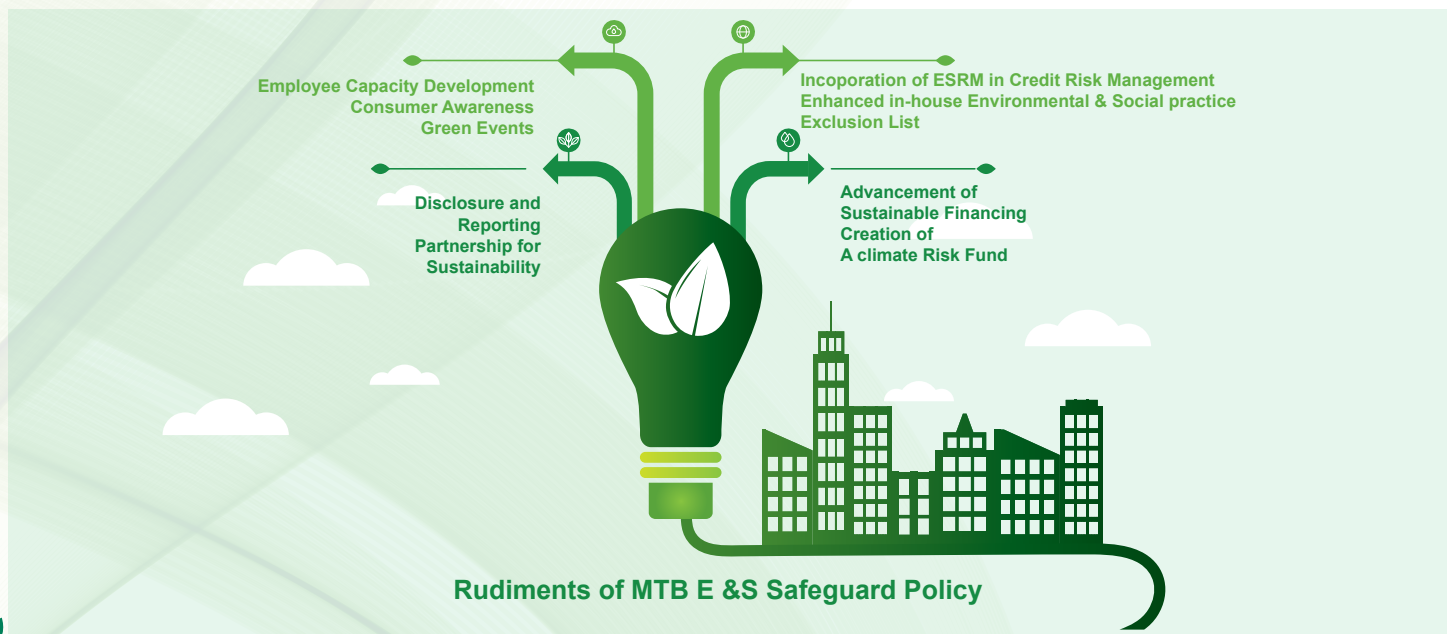 Employee Capacity Development
Consumer Awareness
Green Events
Incoporation of ESRM in Credit Risk Management
Enhanced in-house Environmental & Social practice
Exclusion List
Disclosure and
Reporting
Partnership for
Sustainability
Advancement of
Sustainable Financing
Creation of
A climate Risk Fund
Rudiments of MTB E &S Safeguard Policy